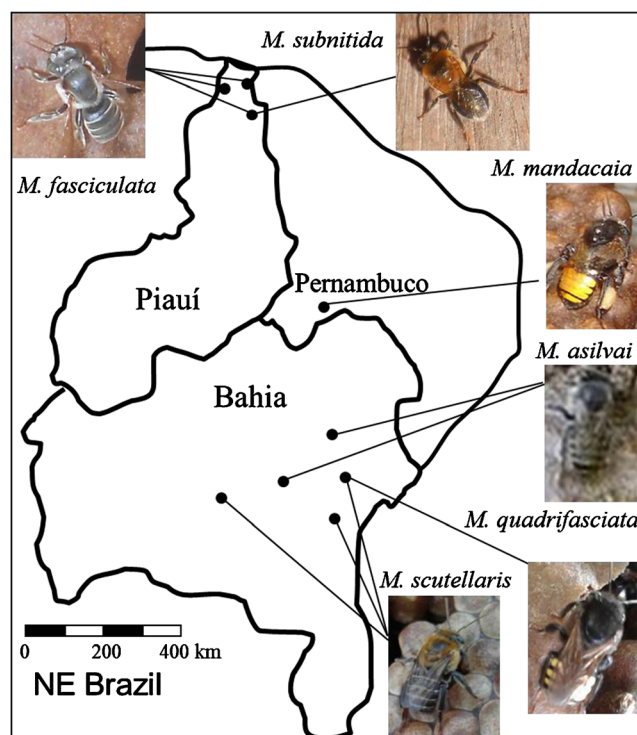 M. subnitida
M. fasciculata
M. mandacaia
Piauí
Pernambuco
M. asilvai
Bahia
M. quadrifasciata
M. scutellaris
0 200 400 km
NE Brazil